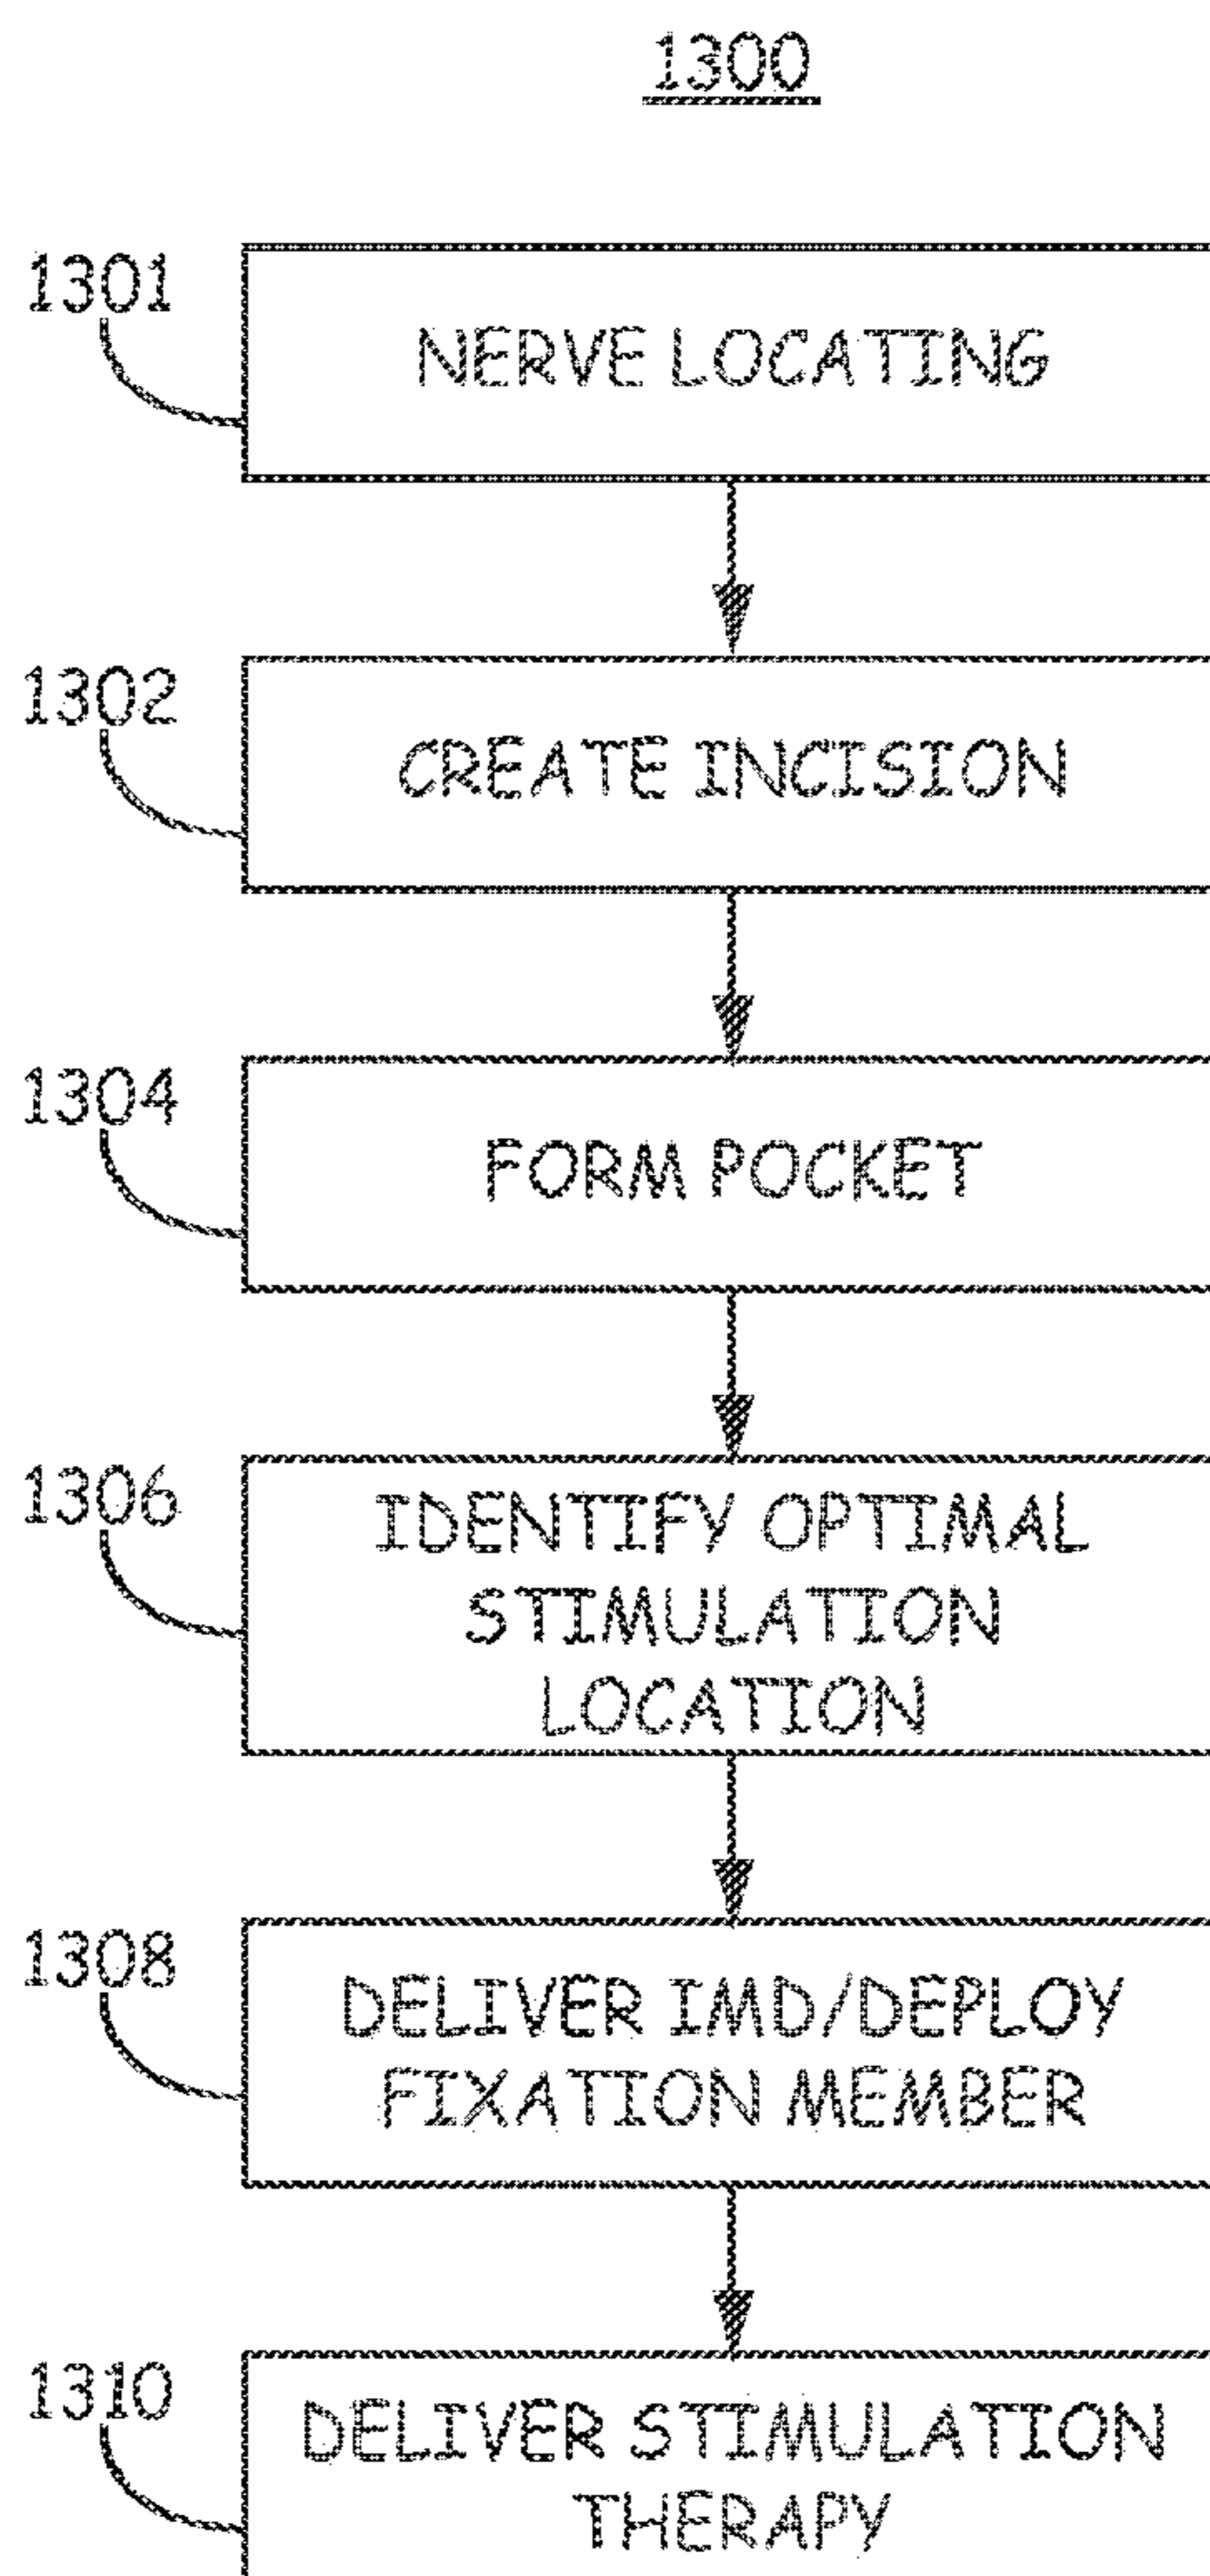 1300
1301
NERVE LOCATING
1302
CREATE INCISION
1304
FORM POCKET
1306
IDENTIFY OPTIMAL
STIMULATION
LOCATION
1308
DELIVER IMD/DEPLOY
FIXATION MEMBER
1310
DELIVER STIMULATION
THERAPY